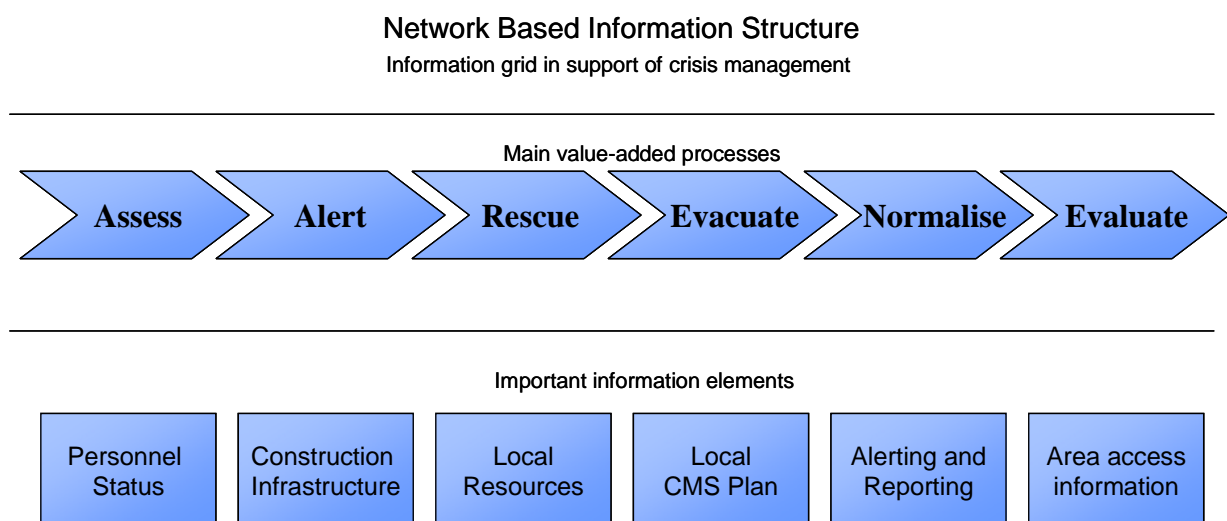 Network Based Information Structure
Information grid in support of crisis management
Main value-added processes
Assess
Alert
Rescue
Evacuate
Normalise
Evaluate
Important information elements
Personnel
Status
Construction
Infrastructure
Local
Resources
Local
CMS Plan
Alerting and
Reporting
Area access
information